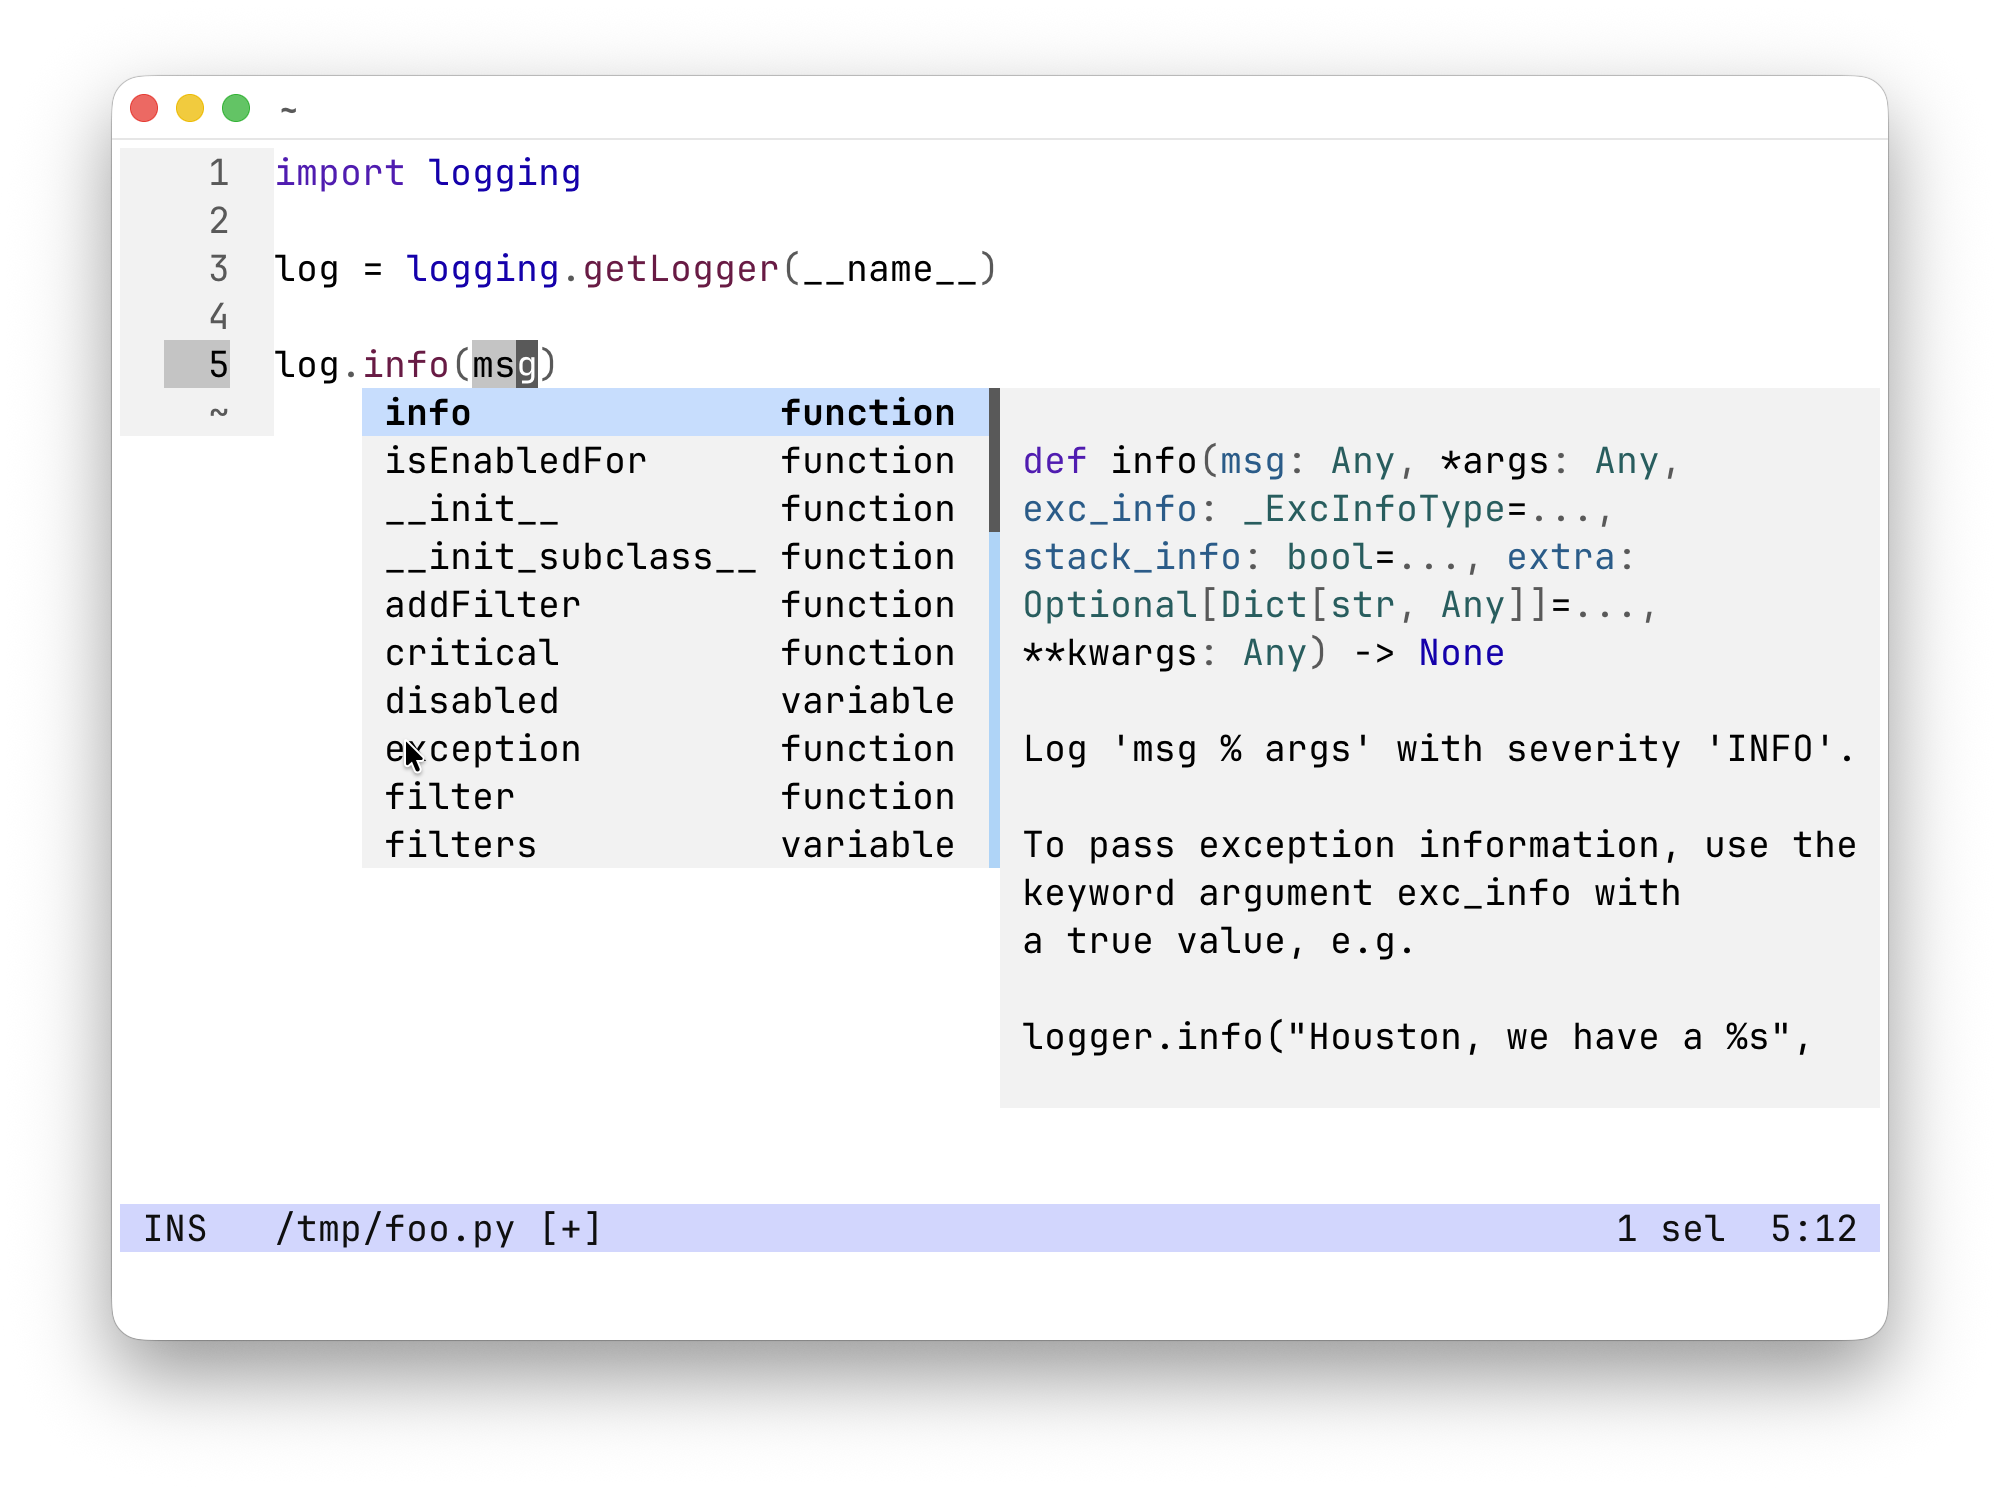 ~
1 import logging
2
3 log = logging.getLogger(__name__)
4
5 log.info(msg)
~
info function
isEnabledFor function
__init__ function
__init_subclass__ function
addFilter function
critical function
disabled variable
exception function
filter function
filters variable
def info(msg: Any, *args: Any,
exc_info: _ExcInfoType=...,
stack_info: bool=..., extra:
Optional[Dict[str, Any]]=...,
**kwargs: Any) -> None
Log 'msg % args' with severity 'INFO'.
To pass exception information, use the
keyword argument exc_info with
a true value, e.g.
logger.info("Houston, we have a %s",
INS /tmp/foo.py [+] 1 sel 5:12